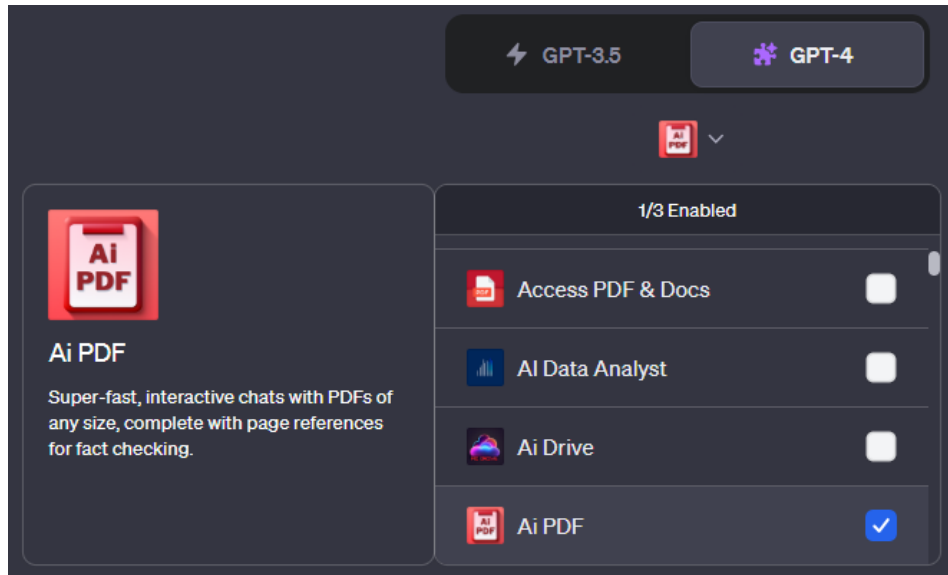 GPT-3.5
GPT-4
Ai
PDF
Ai
PDF
Ai PDF
Super-fast, interactive chats with PDFs of
any size, complete with page references
for fact checking.
1/3 Enabled
PDF
Access PDF & Docs
AI Data Analyst
Ai Drive
Ai
PDF
Ai PDF